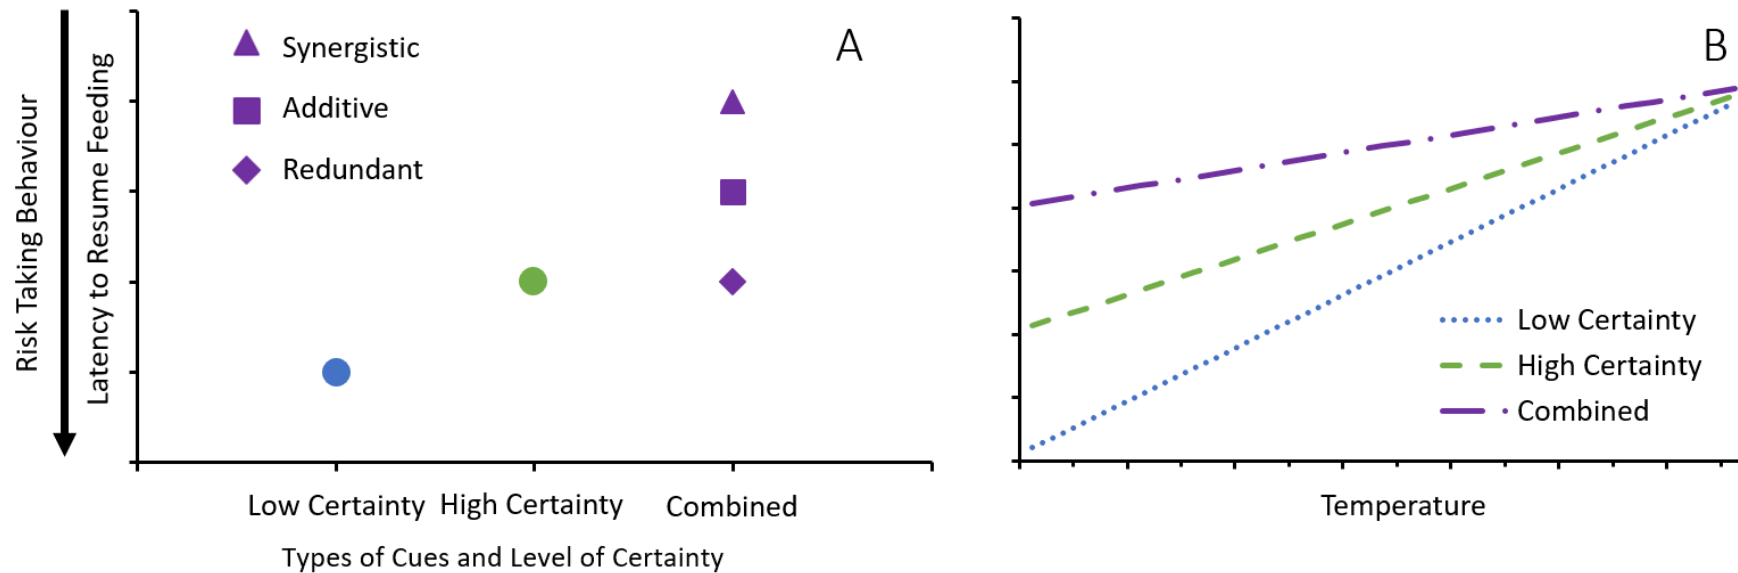 Risk Taking Behaviour
Latency to Resume Feeding
Synergistic
Additive
Redundant
A
Low Certainty
High Certainty
Combined
Types of Cues and Level of Certainty
B
Low Certainty
High Certainty
Combined
Temperature